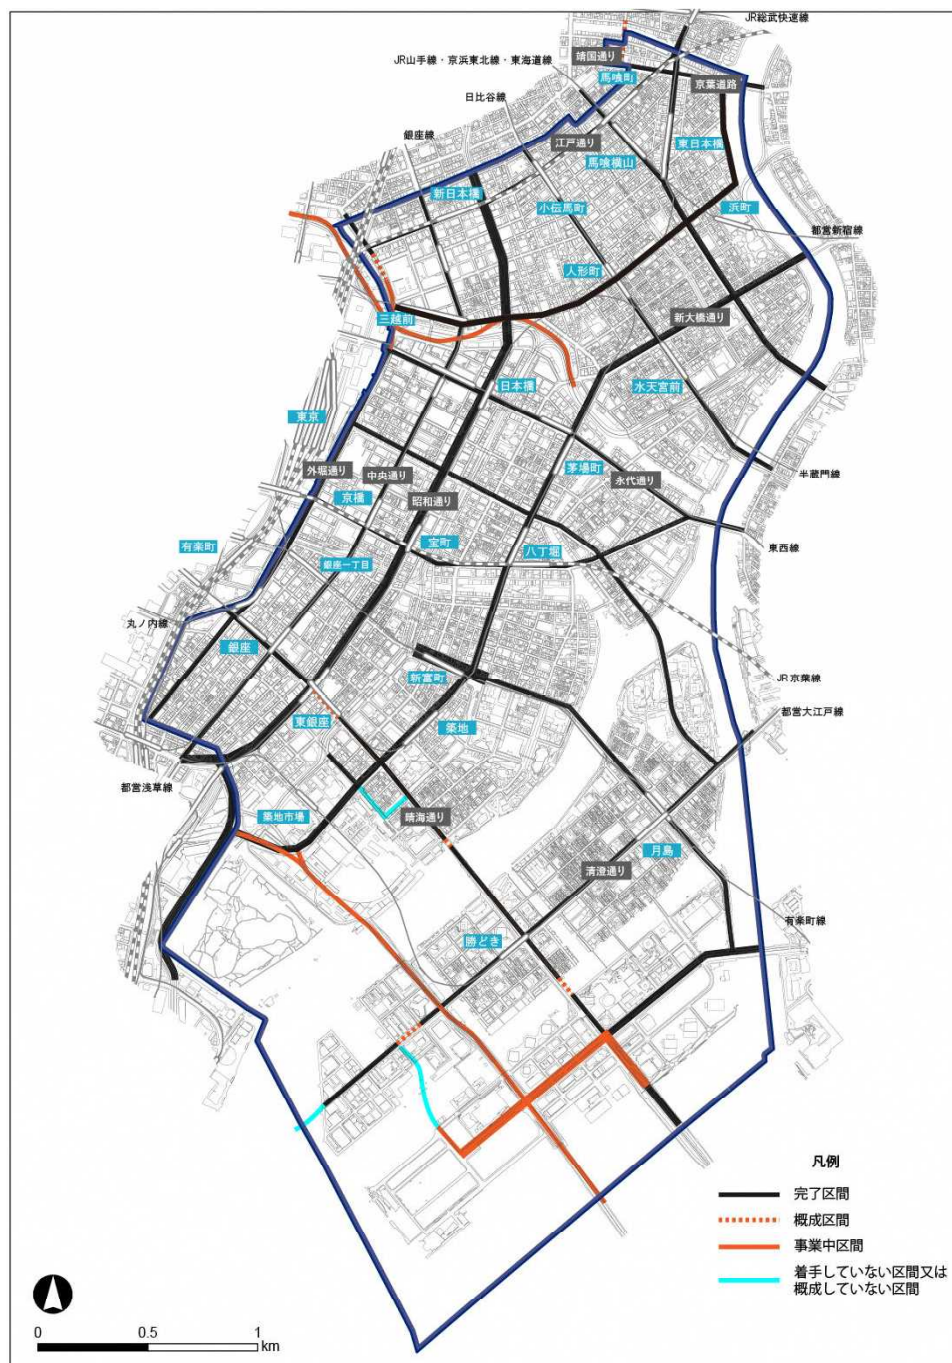 JR総武快速線
靖国通り
JR山手線・京浜東北線・東海道線
馬喰町
京葉道路
日比谷線
銀座線
江戸通り
東日本橋
馬喰横山
新日本橋
小伝馬町
浜町
都営新宿線
人形町
三越前
新大橋通り
日本橋
水天宮前
東京
外堀通り
中央通り
茅場町
半蔵門線
永代通り
京橋
昭和通り
有楽町
宝町
八丁堀
東西線
銀座一丁目
丸ノ内線
銀座
新富町
JR京葉線
東銀座
築地
都営大江戸線
都営浅草線
築地市場
晴海通り
月島
清澄通り
有楽町線
勝どき
凡例
完了区間
概成区間
事業中区間
着手していない区間又は
概成していない区間
0 0.5 1
km